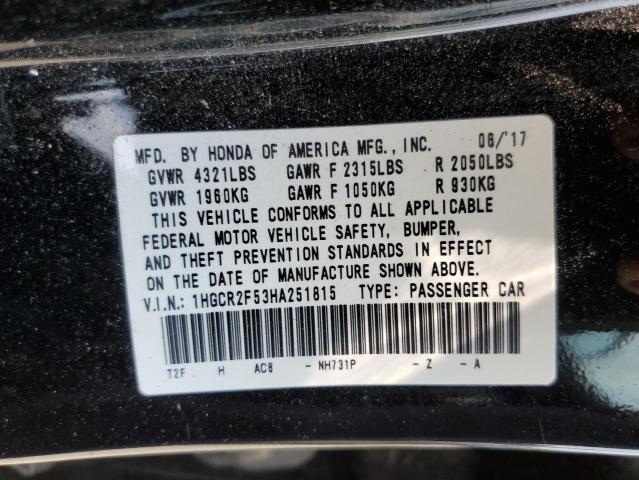 MFD. BY HONDA OF AMERICA MFG., INC. 06/'17
GVWR 4321LBS GAWR F 2315LBS R 2050LBS
GVWR 1960KG GAWR F 1050KG R 930KG
THIS VEHICLE CONFORMS TO ALL APPLICABLE
FEDERAL MOTOR VEHICLE SAFETY, BUMPER,
AND THEFT PREVENTION STANDARDS IN EFFECT
ON THE DATE OF MANUFACTURE SHOWN ABOVE.
V.I.N.: 1HGCR2F53HA251815 TYPE: PASSENGER CAR
T2F H AC8 - NH731P - Z - A